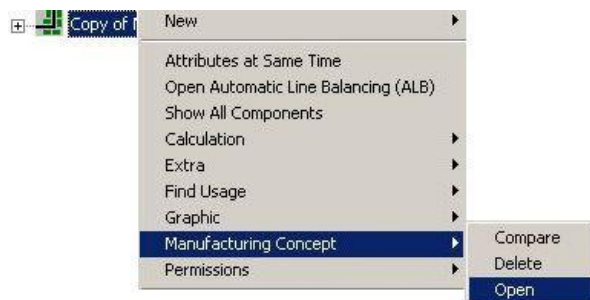 Copy of
New
Attributes at Same Time
Open Automatic Line Balancing (ALB)
Show All Components
Calculation
Extra
Find Usage
Graphic
Manufacturing Concept
Permissions
Compare
Delete
Open